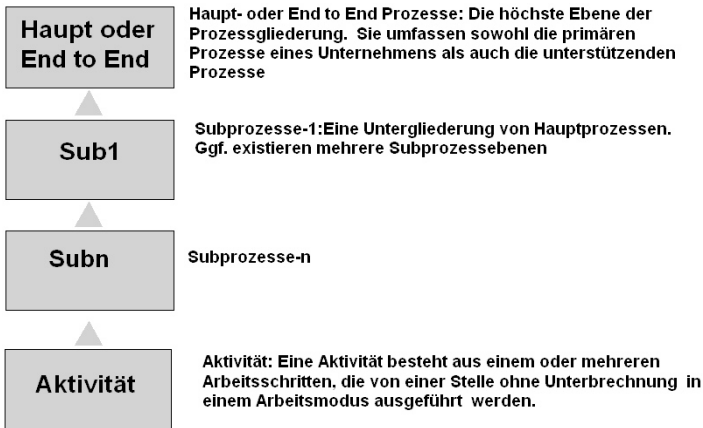 Haupt oder
End to End
Haupt- oder End to End Prozesse: Die höchste Ebene der
Prozessgliederung. Sie umfassen sowohl die primären
Prozesse eines Unternehmens als auch die unterstützenden
Prozesse
Sub1
Subprozesse-1:Eine Untergliederung von Hauptprozessen.
Ggf. existieren mehrere Subprozessebenen
Subn
Subprozesse-n
Aktivität
Aktivität: Eine Aktivität besteht aus einem oder mehreren
Arbeitsschritten, die von einer Stelle ohne Unterbrechnung in
einem Arbeitsmodus ausgeführt werden.